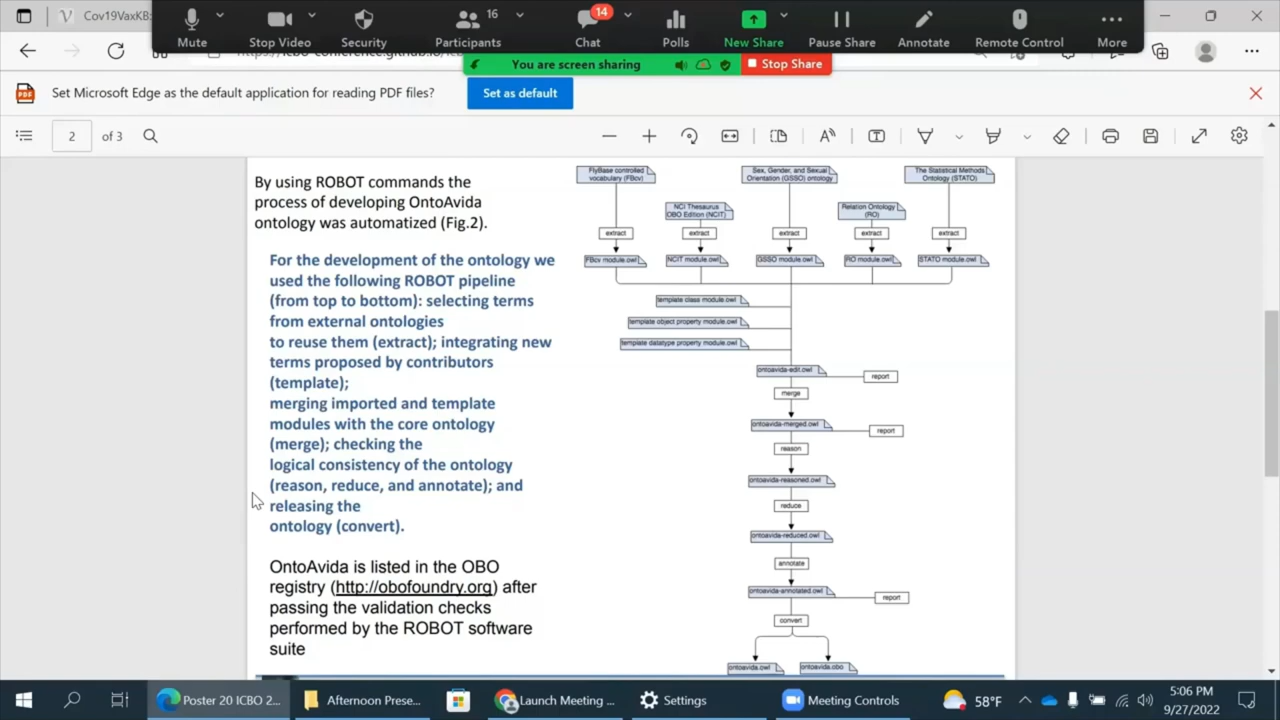 Cov19VaxKB:
16
14
Mute
Stop Video
Security
Participants
Chat
Polls
New Share
Pause Share
Annotate
Remote Control
More
You are screen sharing
Stop Share
PDF
Set Microsoft Edge as the default application for reading PDF files?
Set as default
2
of 3
By using ROBOT commands the
process of developing OntoAvida
ontology was automatized (Fig.2).
For the development of the ontology we
used the following ROBOT pipeline
(from top to bottom): selecting terms
from external ontologies
to reuse them (extract); integrating new
terms proposed by contributors
(template);
merging imported and template
modules with the core ontology
(merge); checking the
logical consistency of the ontology
(reason, reduce, and annotate); and
releasing the
ontology (convert).
OntoAvida is listed in the OBO
registry (http://obofoundry.org) after
passing the validation checks
performed by the ROBOT software
suite
FlyBase controlled
vocabulary (FBcv)
Sex, Gender, and Sexual
Orientation (GSSO) ontology
The Statistical Methods
Ontology (STATO)
NCI Thesaurus
OBO Edition (NCIT)
Relation Ontology
(RO)
extract
extract
extract
extract
extract
FBcv module.owl
NCIT module.owl
GSSO module.owl
RO module.owl
STATO module.owl
template class module.owl
template object property module.owl
template datatype property module.owl
ontoavida-edit.owl
report
merge
ontoavida-merged.owl
report
reason
ontoavida-reasoned.owl
reduce
ontoavida-reduced.owl
annotate
ontoavida-annotated.owl
report
convert
ontoavida.owl
ontoavida.obo
Poster 20 ICBO 2...
Afternoon Prese...
Launch Meeting ...
Settings
Meeting Controls
58°F
5:06 PM
9/27/2022